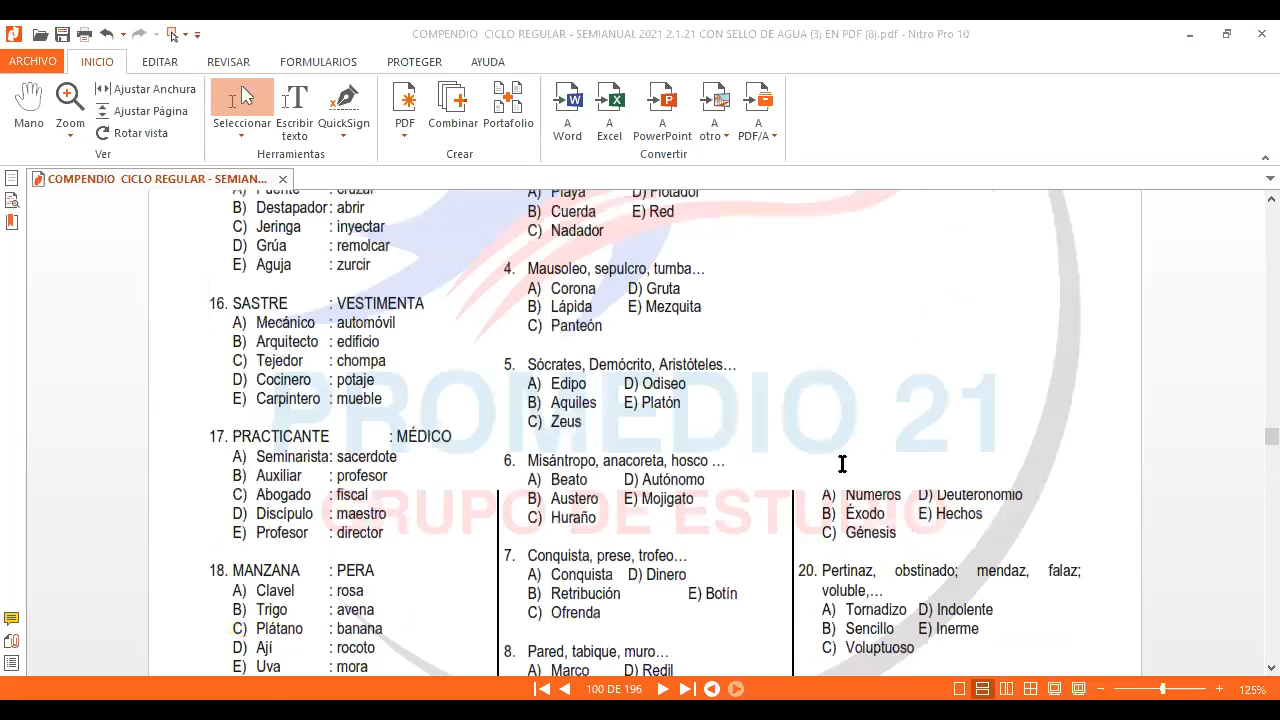 COMPENDIO CICLO REGULAR - SEMIANUAL 2021 2.1.21 CON SELLO DE AGUA (3) EN PDF (8).pdf - Nitro Pro 10
ARCHIVO INICIO EDITAR REVISAR FORMULARIOS PROTEGER AYUDA
Mano
Zoom
Ajustar Anchura
Ajustar Página
Rotar vista
Ver
Seleccionar
Escribir texto
QuickSign
Herramientas
PDF
Combinar
Portafolio
Crear
A Word
A Excel
A PowerPoint
A otro
A PDF/A
Convertir
COMPENDIO CICLO REGULAR - SEMIAN...
A) Puente : cruzar
B) Destapador : abrir
C) Jeringa : inyectar
D) Grúa : remolcar
E) Aguja : zurcir
16. SASTRE : VESTIMENTA
A) Mecánico : automóvil
B) Arquitecto : edificio
C) Tejedor : chompa
D) Cocinero : potaje
E) Carpintero : mueble
17. PRACTICANTE : MÉDICO
A) Seminarista: sacerdote
B) Auxiliar : profesor
C) Abogado : fiscal
D) Discípulo : maestro
E) Profesor : director
18. MANZANA : PERA
A) Clavel : rosa
B) Trigo : avena
C) Plátano : banana
D) Ají : rocoto
E) Uva : mora
A) Playa D) Flotador
B) Cuerda E) Red
C) Nadador
4. Mausoleo, sepulcro, tumba…
A) Corona D) Gruta
B) Lápida E) Mezquita
C) Panteón
5. Sócrates, Demócrito, Aristóteles…
A) Edipo D) Odiseo
B) Aquiles E) Platón
C) Zeus
6. Misántropo, anacoreta, hosco …
A) Beato D) Autónomo
B) Austero E) Mojigato
C) Huraño
7. Conquista, prese, trofeo…
A) Conquista D) Dinero
B) Retribución E) Botín
C) Ofrenda
8. Pared, tabique, muro…
A) Marco D) Redil
A) Números D) Deuteronomio
B) Éxodo E) Hechos
C) Génesis
20. Pertinaz, obstinado; mendaz, falaz;
voluble,…
A) Tornadizo D) Indolente
B) Sencillo E) Inerme
C) Voluptuoso
PROMEDIO 21
GRUPO DE ESTUDIO
100 DE 196
125%